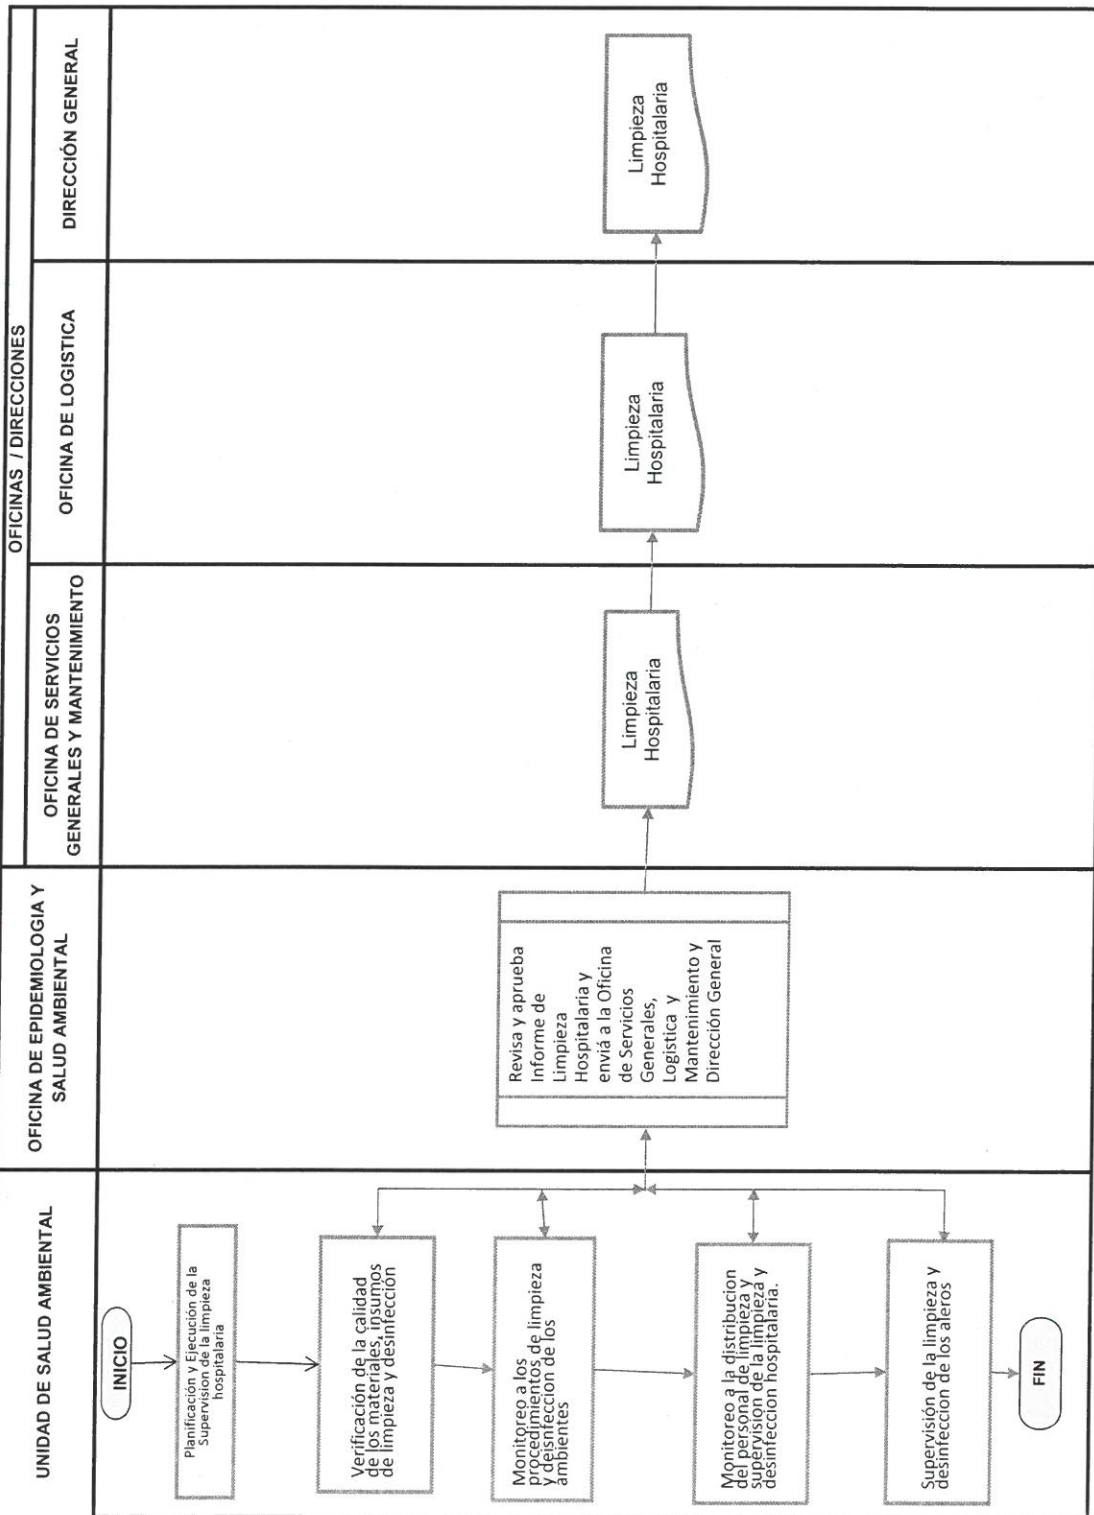 OFICINAS / DIRECCIONES
UNIDAD DE SALUD AMBIENTAL
OFICINA DE EPIDEMIOLOGIA Y
SALUD AMBIENTAL
OFICINA DE SERVICIOS
GENERALES Y MANTENIMIENTO
OFICINA DE LOGISTICA
DIRECCIÓN GENERAL
INICIO
Planificación y Ejecución de la
Supervision de la limpieza
hospitalaria
Verificación de la calidad
de los materiales, insumos
de limpieza y desinfección
Monitoreo a los
procedimientos de limpieza
y deisnfeccion de los
ambientes
Monitoreo a la distribucion
del personal de limpieza y
supervisión de la limpieza y
desinfeccion hospitalaria.
Supervisión de la limpieza y
desinfeccion de los aleros
FIN
Revisa y aprueba
Informe de
Limpieza
Hospitalaria y
enviá a la Oficina
de Servicios
Generales,
Logistica y
Mantenimiento y
Dirección General
Limpieza
Hospitalaria
Limpieza
Hospitalaria
Limpieza
Hospitalaria